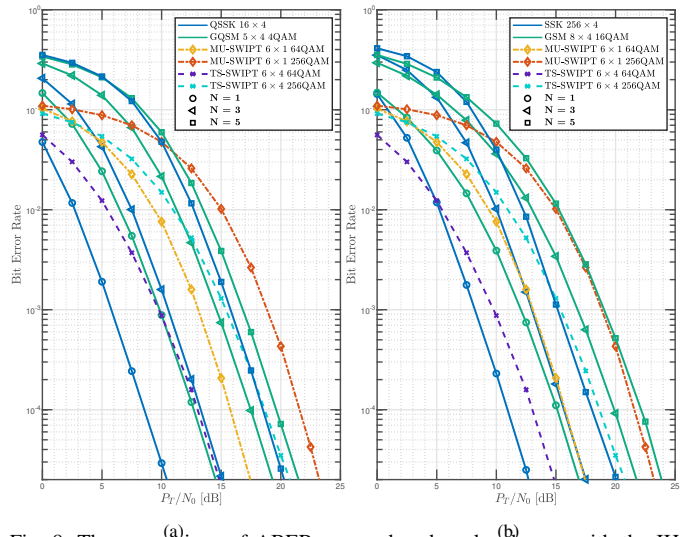 10^0
10^-1
10^-2
10^-3
10^-4
Bit Error Rate
QSSK 16 × 4
GQSM 5 × 4 4QAM
MU-SWIPT 6 × 1 64QAM
MU-SWIPT 6 × 1 256QAM
TS-SWIPT 6 × 4 64QAM
TS-SWIPT 6 × 4 256QAM
N = 1
N = 3
N = 5
0 5 10 15 20 25
P_T/N_0 [dB]
(a)
10^0
10^-1
10^-2
10^-3
10^-4
Bit Error Rate
SSK 256 × 4
GSM 8 × 4 16QAM
MU-SWIPT 6 × 1 64QAM
MU-SWIPT 6 × 1 256QAM
TS-SWIPT 6 × 4 64QAM
TS-SWIPT 6 × 4 256QAM
N = 1
N = 3
N = 5
0 5 10 15 20 25
P_T/N_0 [dB]
(b)